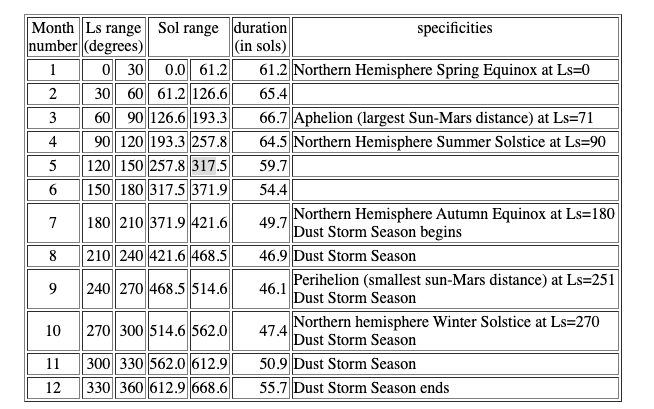 Month number Ls range (degrees) Sol range duration (in sols) specificities
1 0 30 0.0 61.2 61.2 Northern Hemisphere Spring Equinox at Ls=0
2 30 60 61.2 126.6 65.4
3 60 90 126.6 193.3 66.7 Aphelion (largest Sun-Mars distance) at Ls=71
4 90 120 193.3 257.8 64.5 Northern Hemisphere Summer Solstice at Ls=90
5 120 150 257.8 317.5 59.7
6 150 180 317.5 371.9 54.4
7 180 210 371.9 421.6 49.7 Northern Hemisphere Autumn Equinox at Ls=180
Dust Storm Season begins
8 210 240 421.6 468.5 46.9 Dust Storm Season
9 240 270 468.5 514.6 46.1 Perihelion (smallest sun-Mars distance) at Ls=251
Dust Storm Season
10 270 300 514.6 562.0 47.4 Northern hemisphere Winter Solstice at Ls=270
Dust Storm Season
11 300 330 562.0 612.9 50.9 Dust Storm Season
12 330 360 612.9 668.6 55.7 Dust Storm Season ends